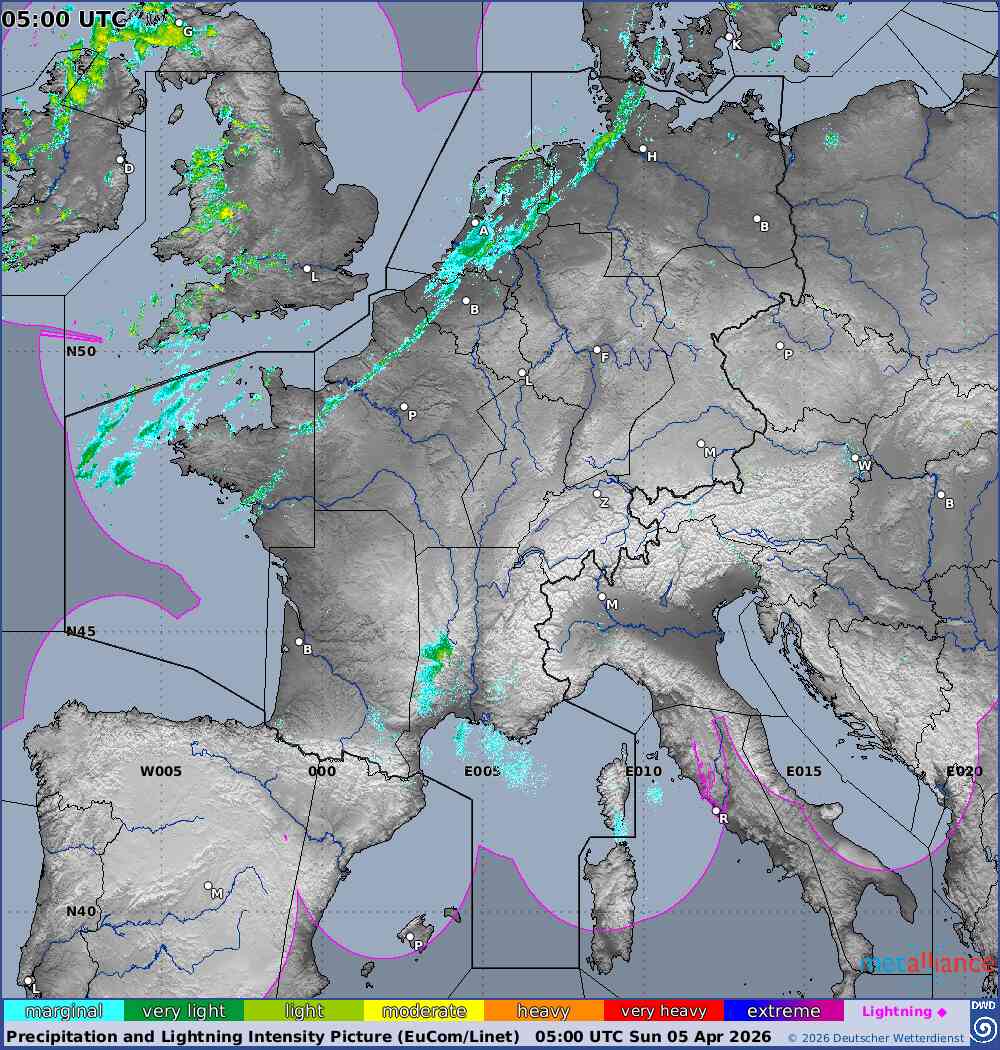 05:00 UTC
G
K
D
H
A
B
L
B
N50
F
P
L
P
M
W
Z
B
M
N45
B
W005
000
E005
E010
E015
E020
R
M
N40
P
L
metalliance
marginal
very light
light
moderate
heavy
very heavy
extreme
Lightning ◆
DWD
Precipitation and Lightning Intensity Picture (EuCom/Linet) 05:00 UTC Sun 05 Apr 2026 © 2026 Deutscher Wetterdienst